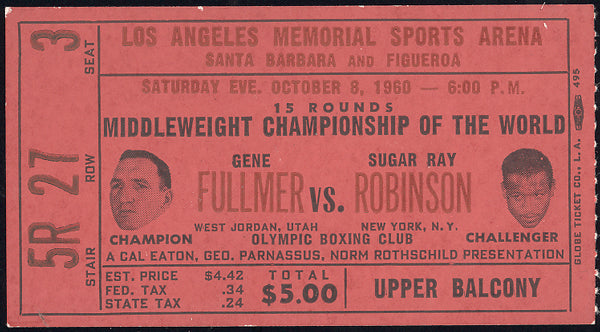 3
SEAT
27
ROW
5R
STAIR
LOS ANGELES MEMORIAL SPORTS ARENA
SANTA BARBARA AND FIGUEROA
SATURDAY EVE. OCTOBER 8, 1960 — 6:00 P.M.
15 ROUNDS
MIDDLEWEIGHT CHAMPIONSHIP OF THE WORLD
GENE SUGAR RAY
FULLMER VS. ROBINSON
WEST JORDAN, UTAH NEW YORK, N.Y.
CHAMPION OLYMPIC BOXING CLUB CHALLENGER
A CAL EATON, GEO. PARNASSUS, NORM ROTHSCHILD PRESENTATION
EST. PRICE $4.42
FED. TAX .34
STATE TAX .24
TOTAL
$5.00
UPPER BALCONY
GLOBE TICKET CO., L.A.
495